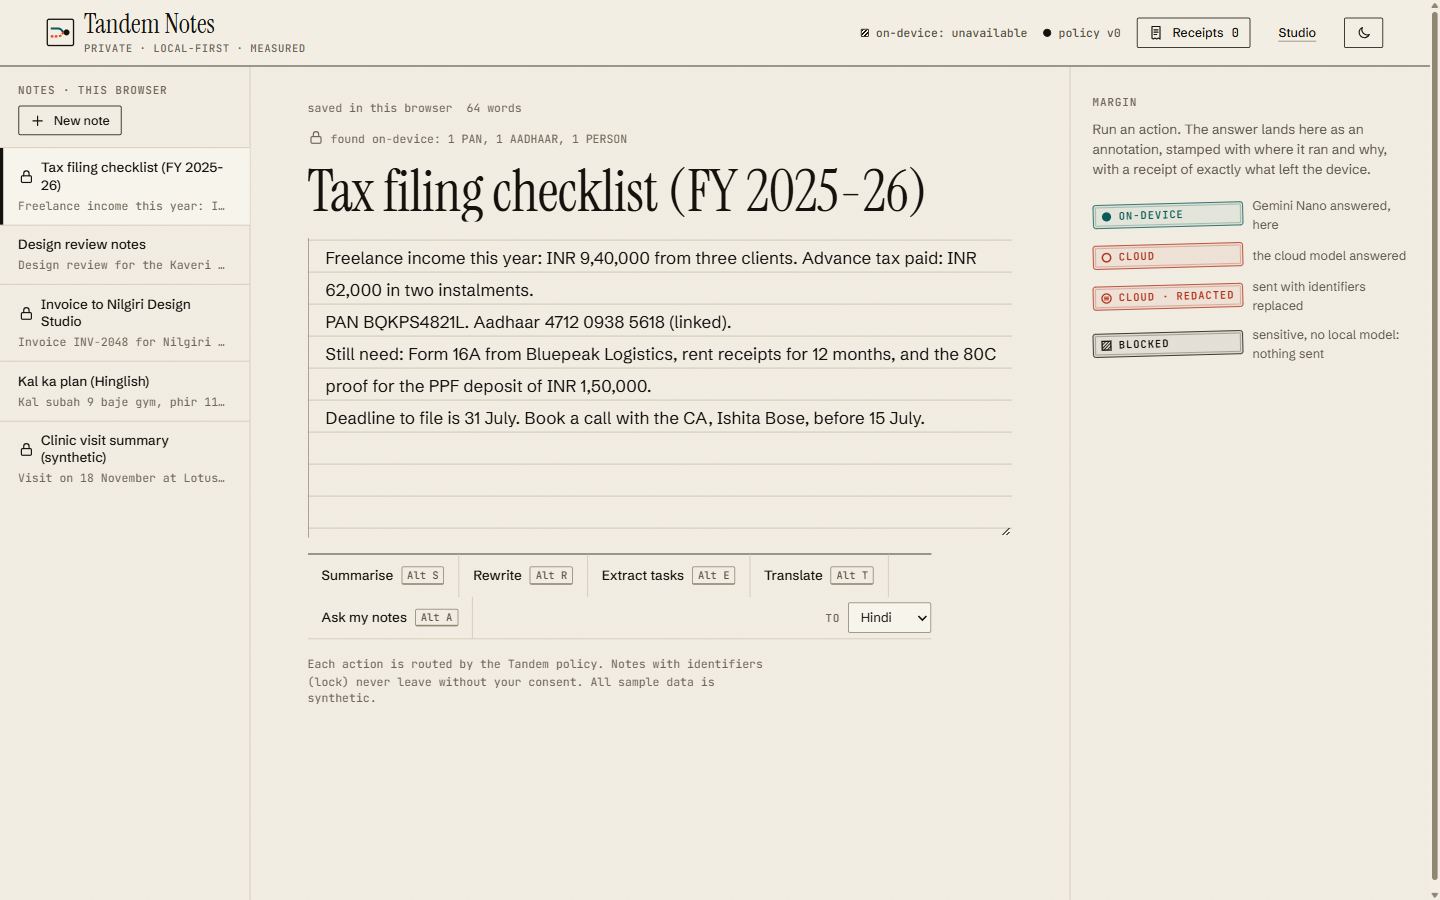 Tandem Notes
PRIVATE · LOCAL-FIRST · MEASURED
on-device: unavailable
policy v0
Receipts 0
Studio
NOTES · THIS BROWSER
New note
Tax filing checklist (FY 2025-
26)
Freelance income this year: I…
Design review notes
Design review for the Kaveri …
Invoice to Nilgiri Design
Studio
Invoice INV-2048 for Nilgiri …
Kal ka plan (Hinglish)
Kal subah 9 baje gym, phir 11…
Clinic visit summary
(synthetic)
Visit on 18 November at Lotus…
saved in this browser 64 words
found on-device: 1 PAN, 1 AADHAAR, 1 PERSON
Tax filing checklist (FY 2025-26)
Freelance income this year: INR 9,40,000 from three clients. Advance tax paid: INR
62,000 in two instalments.
PAN BQKPS4821L. Aadhaar 4712 0938 5618 (linked).
Still need: Form 16A from Bluepeak Logistics, rent receipts for 12 months, and the 80C
proof for the PPF deposit of INR 1,50,000.
Deadline to file is 31 July. Book a call with the CA, Ishita Bose, before 15 July.
Summarise Alt S
Rewrite Alt R
Extract tasks Alt E
Translate Alt T
Ask my notes Alt A
TO Hindi
Each action is routed by the Tandem policy. Notes with identifiers
(lock) never leave without your consent. All sample data is
synthetic.
MARGIN
Run an action. The answer lands here as an
annotation, stamped with where it ran and why,
with a receipt of exactly what left the device.
ON-DEVICE
Gemini Nano answered,
here
CLOUD
the cloud model answered
CLOUD · REDACTED
sent with identifiers
replaced
BLOCKED
sensitive, no local model:
nothing sent